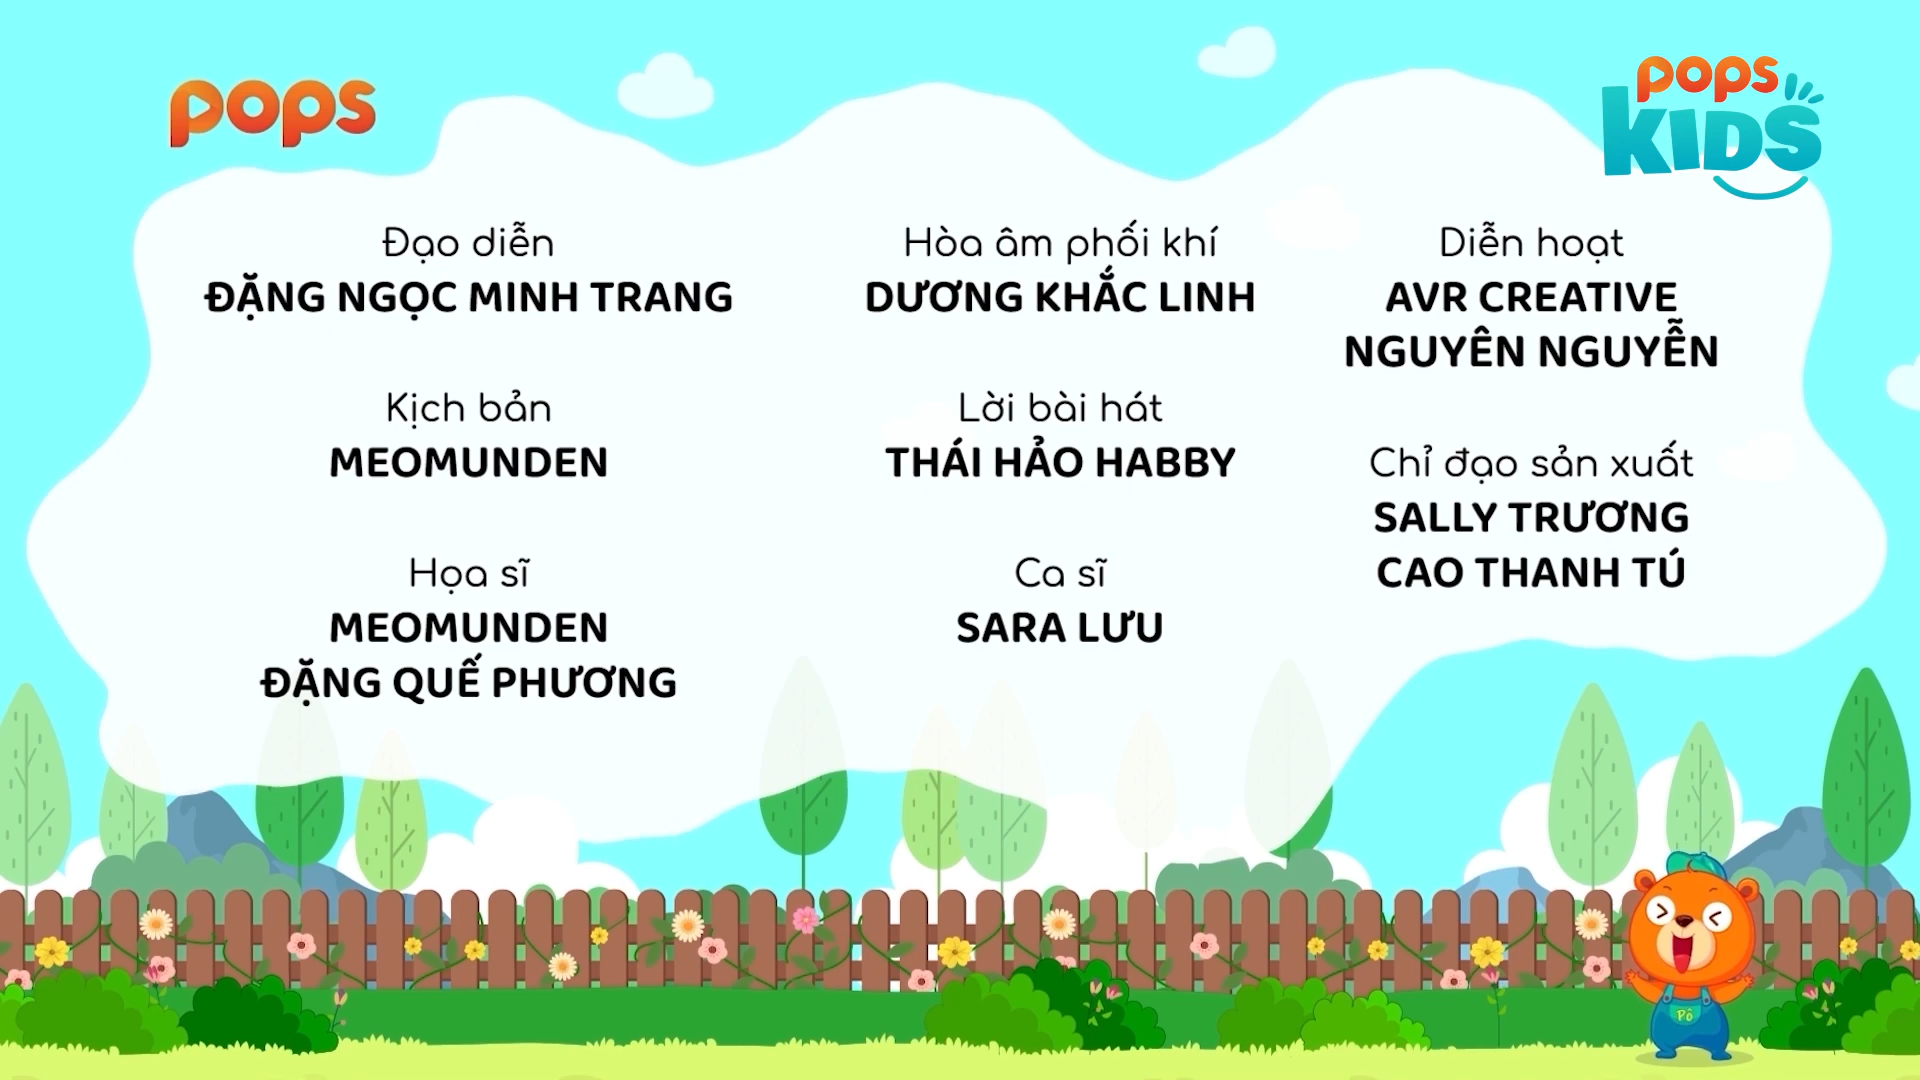 pops
pops
KIDS
Đạo diễn
ĐẶNG NGỌC MINH TRANG
Kịch bản
MEOMUNDEN
Họa sĩ
MEOMUNDEN
ĐẶNG QUẾ PHƯƠNG
Hòa âm phối khí
DƯƠNG KHẮC LINH
Lời bài hát
THÁI HẢO HABBY
Ca sĩ
SARA LƯU
Diễn hoạt
AVR CREATIVE
NGUYÊN NGUYỄN
Chỉ đạo sản xuất
SALLY TRƯƠNG
CAO THANH TÚ
Pô